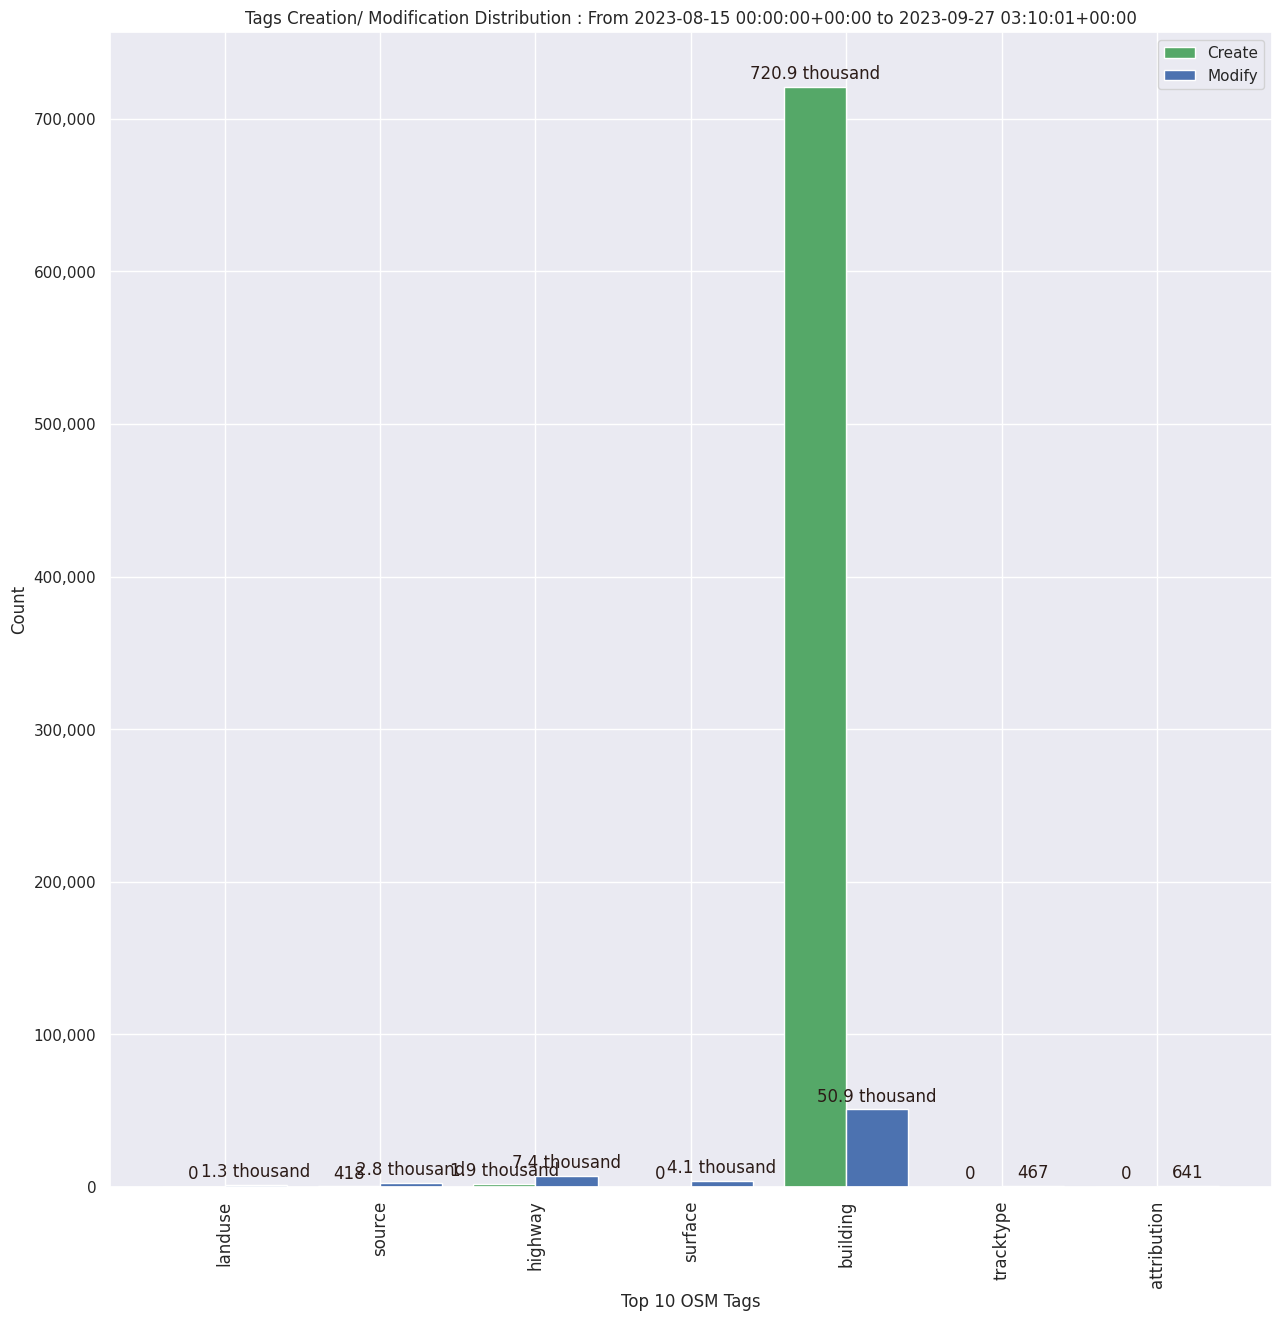 Tags Creation/ Modification Distribution : From 2023-08-15 00:00:00+00:00 to 2023-09-27 03:10:01+00:00
Create
Modify
720.9 thousand
700,000
600,000
500,000
400,000
300,000
200,000
100,000
0
Count
50.9 thousand
0
1.3 thousand
418
2.8 thousand
1.9 thousand
7.4 thousand
0
4.1 thousand
0
467
0
641
landuse
source
highway
surface
building
tracktype
attribution
Top 10 OSM Tags